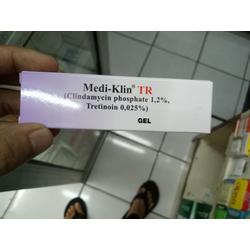 Medi-Klin® TR
(Clindamycin phosphate 1,2%,
Tretinoin 0,025%)
GEL